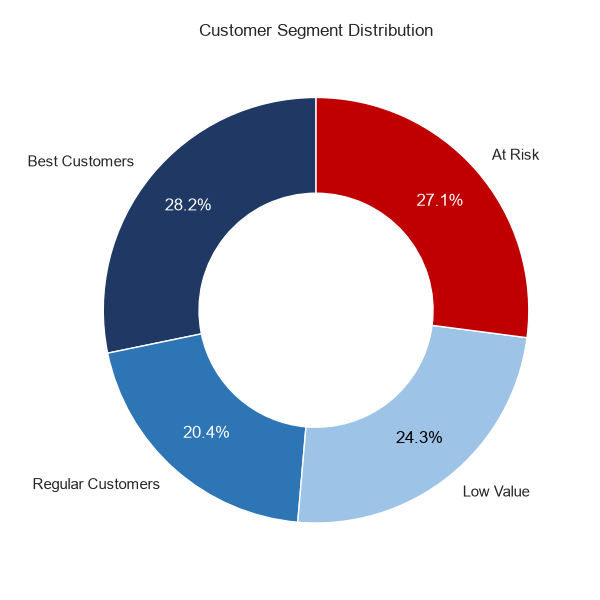 Customer Segment Distribution
Best Customers
At Risk
28.2%
27.1%
20.4%
24.3%
Regular Customers
Low Value